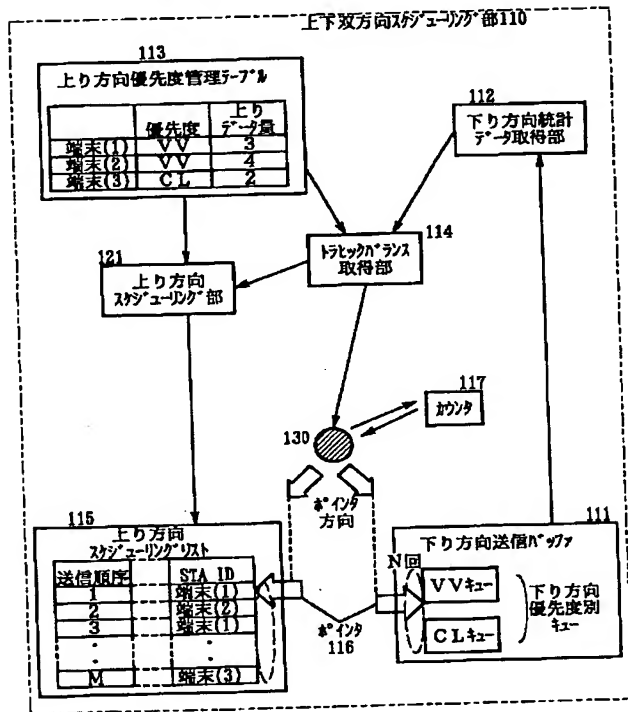 上下双方向スケジューリング部110
113
上り方向優先度管理テーブル
優先度 上りデータ量
端末(1) VV 3
端末(2) VV 4
端末(3) CL 2
112
下り方向統計
データ取得部
114
トラヒックバランス
取得部
121
上り方向
スケジューリング部
117
カウンタ
130
ポインタ
方向
115
上り方向
スケジューリングリスト
送信順序 STA ID
1 端末(1)
2 端末(2)
3 端末(1)
・ ・
・ ・
M 端末(3)
ポインタ
116
111
下り方向送信バッファ
N回
VVキュー
CLキュー
下り方向
優先度別
キュー